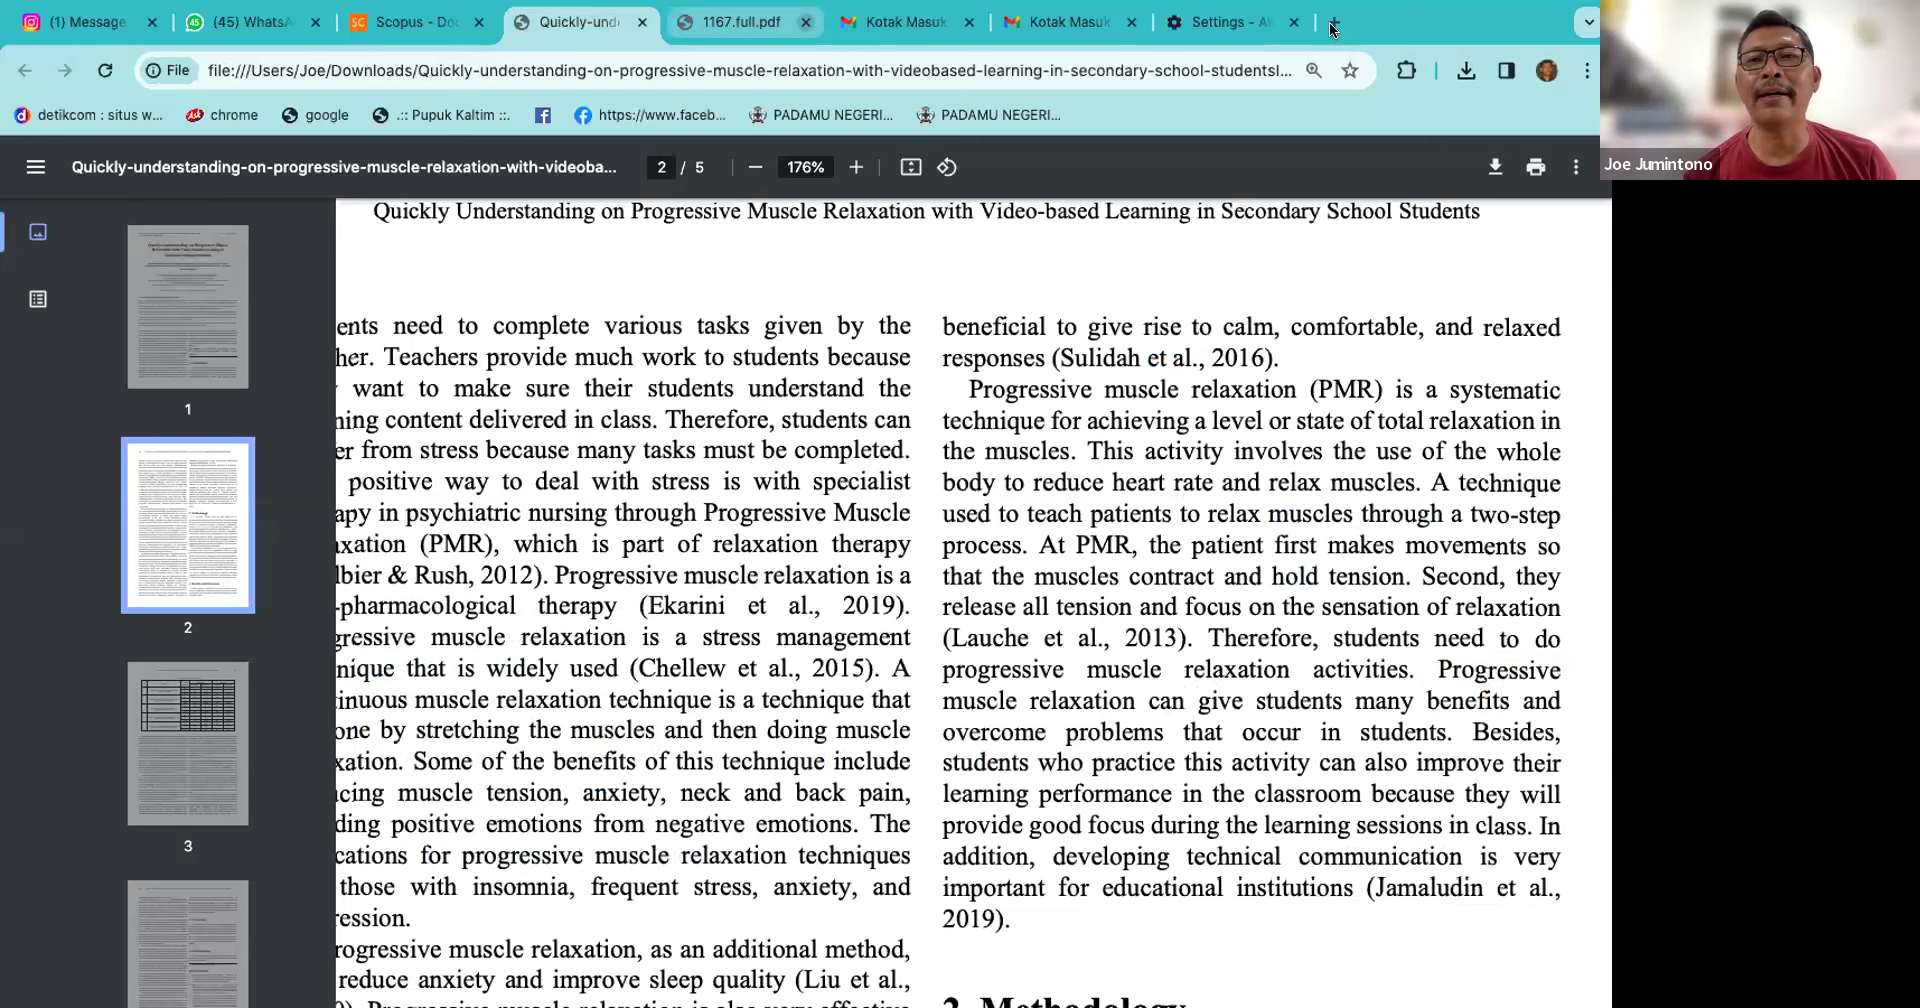 (1) Message
(45) WhatsA
Scopus - Do
Quickly-und
1167.full.pdf
Kotak Masuk
Kotak Masuk
Settings - A
File
file:///Users/Joe/Downloads/Quickly-understanding-on-progressive-muscle-relaxation-with-videobased-learning-in-secondary-school-studentsI...
detikcom : situs w...
chrome
google
.:: Pupuk Kaltim ::.
https://www.faceb...
PADAMU NEGERI...
PADAMU NEGERI...
Quickly-understanding-on-progressive-muscle-relaxation-with-videoba...
2 / 5
176%
Joe Jumintono
1
2
3
Quickly Understanding on Progressive Muscle Relaxation with Video-based Learning in Secondary School Students
ents need to complete various tasks given by the
her. Teachers provide much work to students because
want to make sure their students understand the
ning content delivered in class. Therefore, students can
er from stress because many tasks must be completed.
positive way to deal with stress is with specialist
apy in psychiatric nursing through Progressive Muscle
axation (PMR), which is part of relaxation therapy
lbier & Rush, 2012). Progressive muscle relaxation is a
-pharmacological therapy (Ekarini et al., 2019).
gressive muscle relaxation is a stress management
nique that is widely used (Chellew et al., 2015). A
tinuous muscle relaxation technique is a technique that
one by stretching the muscles and then doing muscle
xation. Some of the benefits of this technique include
ucing muscle tension, anxiety, neck and back pain,
ding positive emotions from negative emotions. The
cations for progressive muscle relaxation techniques
those with insomnia, frequent stress, anxiety, and
ression.
rogressive muscle relaxation, as an additional method,
reduce anxiety and improve sleep quality (Liu et al.,
0). Progressive muscle relaxation is also very effective
beneficial to give rise to calm, comfortable, and relaxed
responses (Sulidah et al., 2016).
Progressive muscle relaxation (PMR) is a systematic
technique for achieving a level or state of total relaxation in
the muscles. This activity involves the use of the whole
body to reduce heart rate and relax muscles. A technique
used to teach patients to relax muscles through a two-step
process. At PMR, the patient first makes movements so
that the muscles contract and hold tension. Second, they
release all tension and focus on the sensation of relaxation
(Lauche et al., 2013). Therefore, students need to do
progressive muscle relaxation activities. Progressive
muscle relaxation can give students many benefits and
overcome problems that occur in students. Besides,
students who practice this activity can also improve their
learning performance in the classroom because they will
provide good focus during the learning sessions in class. In
addition, developing technical communication is very
important for educational institutions (Jamaludin et al.,
2019).
2. Methodology